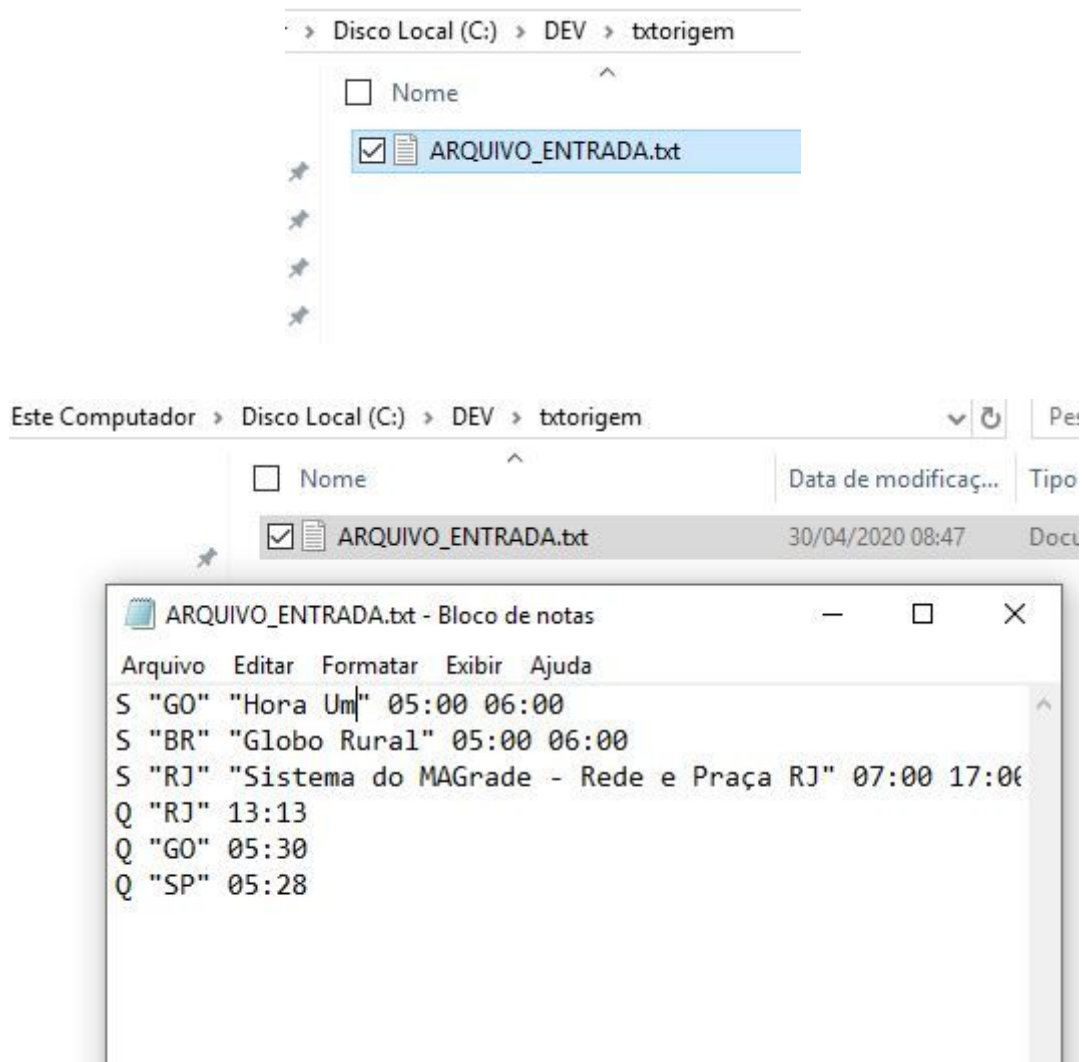 > Disco Local (C:) > DEV > txtorigem
Nome
ARQUIVO_ENTRADA.txt
Este Computador > Disco Local (C:) > DEV > txtorigem
Pes
Nome Data de modificaç... Tipo
ARQUIVO_ENTRADA.txt 30/04/2020 08:47 Docu
ARQUIVO_ENTRADA.txt - Bloco de notas
Arquivo Editar Formatar Exibir Ajuda
S "GO" "Hora Um" 05:00 06:00
S "BR" "Globo Rural" 05:00 06:00
S "RJ" "Sistema do MAGrade - Rede e Praça RJ" 07:00
Q "RJ" 13:13
Q "GO" 05:30
Q "SP" 05:28